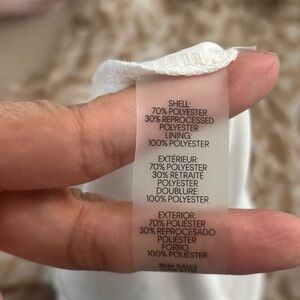 SHELL:
70% POLYESTER
30% REPROCESSED
POLYESTER
LINING:
100% POLYESTER
EXTÉRIEUR:
70% POLYESTER
30% RETRAITÉ
POLYESTER
DOUBLURE:
100% POLYESTER
EXTERIOR:
70% POLIÉSTER
30% REPROCESADO
POLIÉSTER
FORRO
100% POLIÉSTER